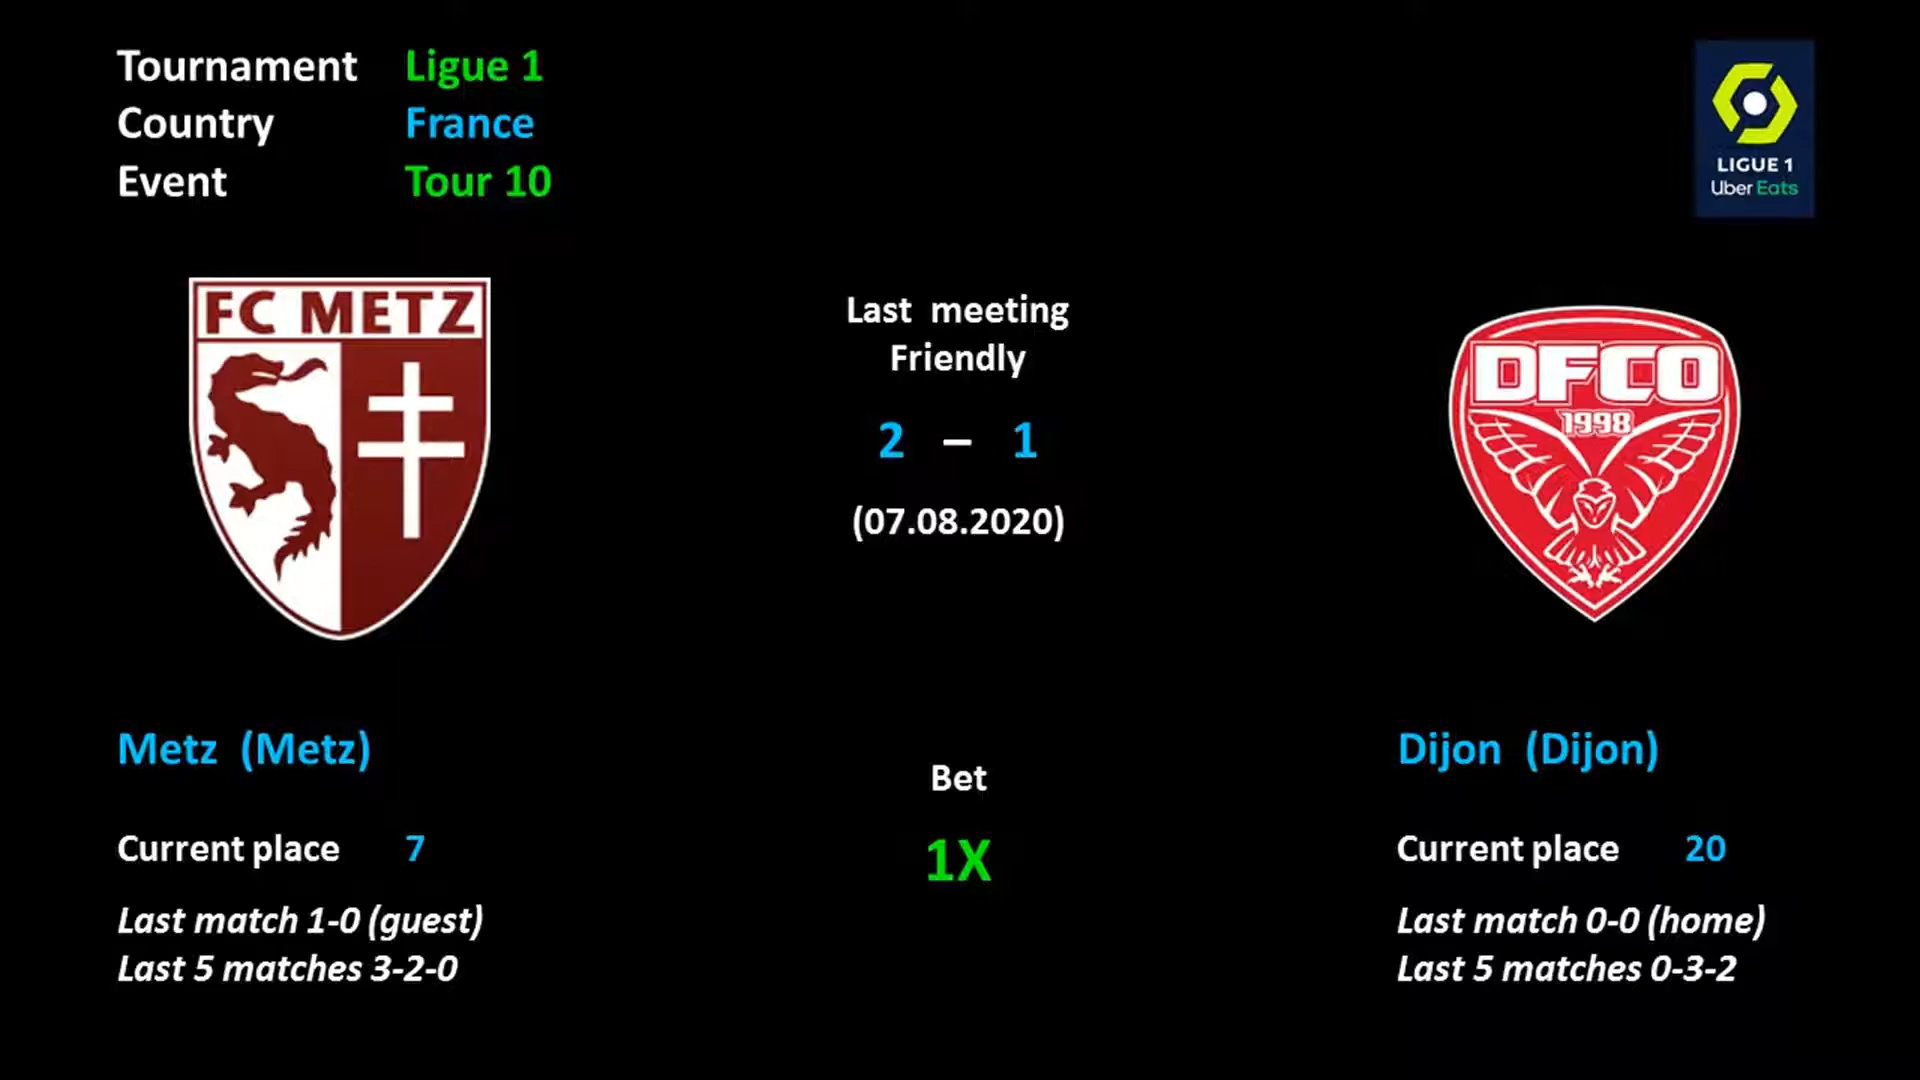 Tournament Ligue 1
Country France
Event Tour 10
LIGUE 1
Uber Eats
FC METZ
Last meeting
Friendly
2 – 1
(07.08.2020)
DFCO
1998
Metz (Metz)
Dijon (Dijon)
Bet
1X
Current place 7
Current place 20
Last match 1-0 (guest)
Last 5 matches 3-2-0
Last match 0-0 (home)
Last 5 matches 0-3-2